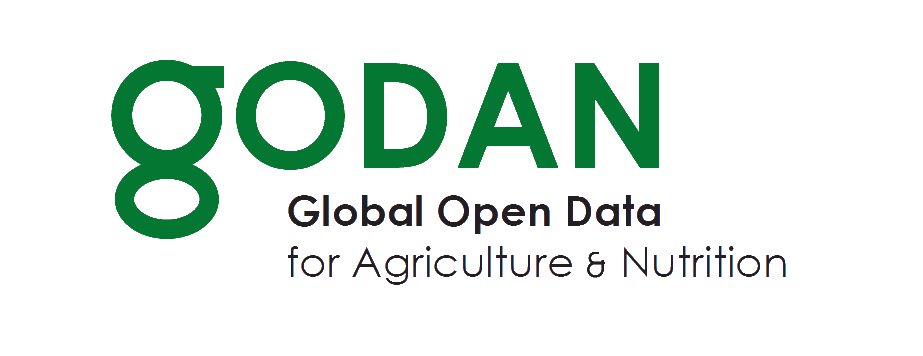 gODAN
Global Open Data
for Agriculture & Nutrition